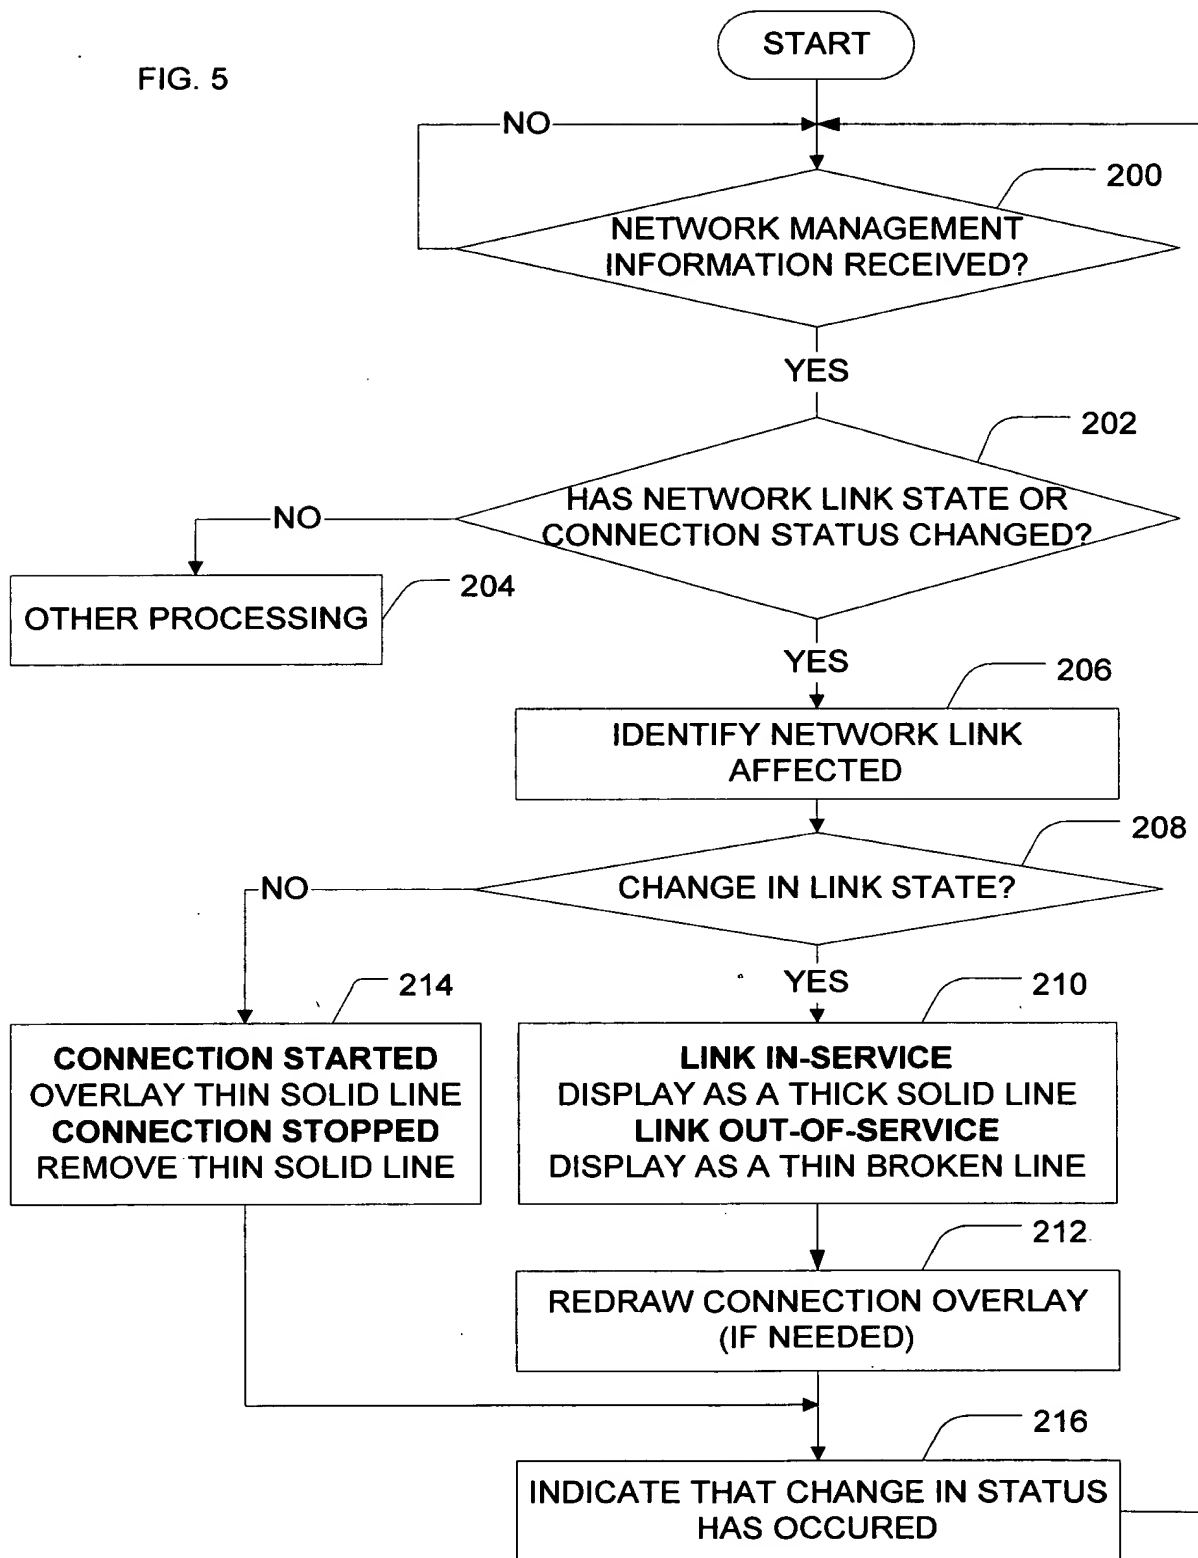 FIG. 5
START
NO
200
NETWORK MANAGEMENT
INFORMATION RECEIVED?
YES
202
HAS NETWORK LINK STATE OR
CONNECTION STATUS CHANGED?
NO
204
OTHER PROCESSING
YES
206
IDENTIFY NETWORK LINK
AFFECTED
208
CHANGE IN LINK STATE?
NO
YES
214
CONNECTION STARTED
OVERLAY THIN SOLID LINE
CONNECTION STOPPED
REMOVE THIN SOLID LINE
210
LINK IN-SERVICE
DISPLAY AS A THICK SOLID LINE
LINK OUT-OF-SERVICE
DISPLAY AS A THIN BROKEN LINE
212
REDRAW CONNECTION OVERLAY
(IF NEEDED)
216
INDICATE THAT CHANGE IN STATUS
HAS OCCURED